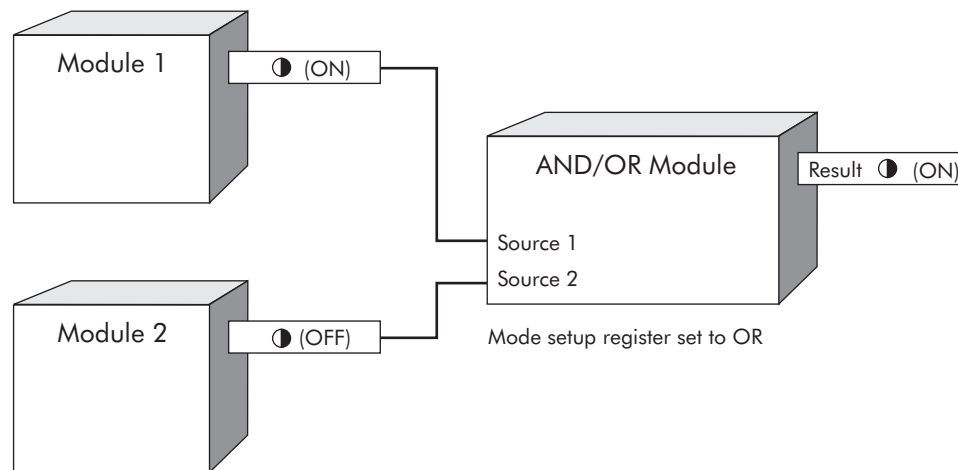 Module 1
(ON)
AND/OR Module
Result (ON)
Source 1
Source 2
Module 2
(OFF)
Mode setup register set to OR